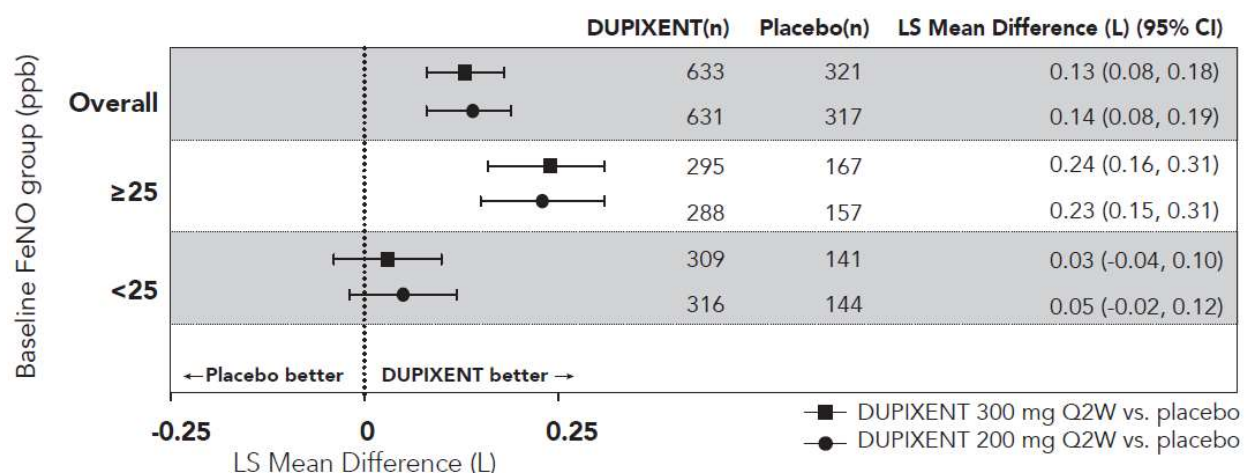 DUPIXENT(n) Placebo(n) LS Mean Difference (L) (95% CI)
Baseline FeNO group (ppb)
Overall
633 321 0.13 (0.08, 0.18)
631 317 0.14 (0.08, 0.19)
≥25
295 167 0.24 (0.16, 0.31)
288 157 0.23 (0.15, 0.31)
<25
309 141 0.03 (-0.04, 0.10)
316 144 0.05 (-0.02, 0.12)
←Placebo better DUPIXENT better →
-0.25 0 0.25
LS Mean Difference (L)
DUPIXENT 300 mg Q2W vs. placebo
DUPIXENT 200 mg Q2W vs. placebo